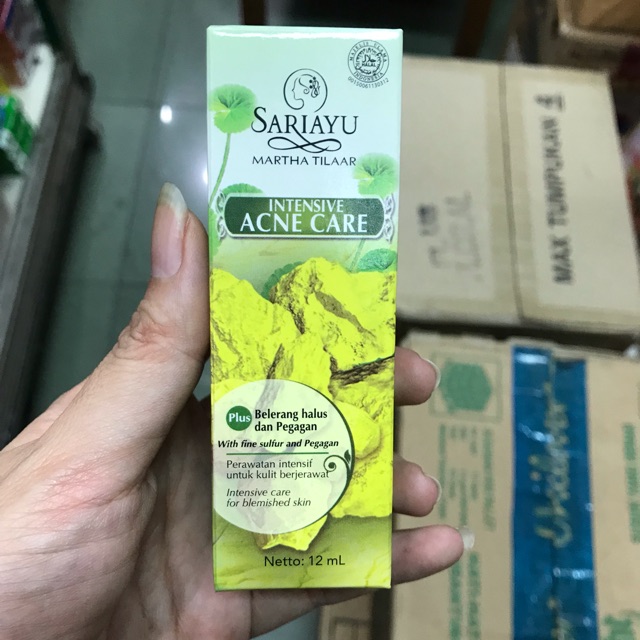 SARIAYU
MARTHA TILAAR
INTENSIVE
ACNE CARE
Plus
Belerang halus
dan Pegagan
With fine sulfur and Pegagan
Perawatan intensif
untuk kulit berjerawat
Intensive care
for blemished skin
Netto: 12 mL
MAX TUMPUKAN 4